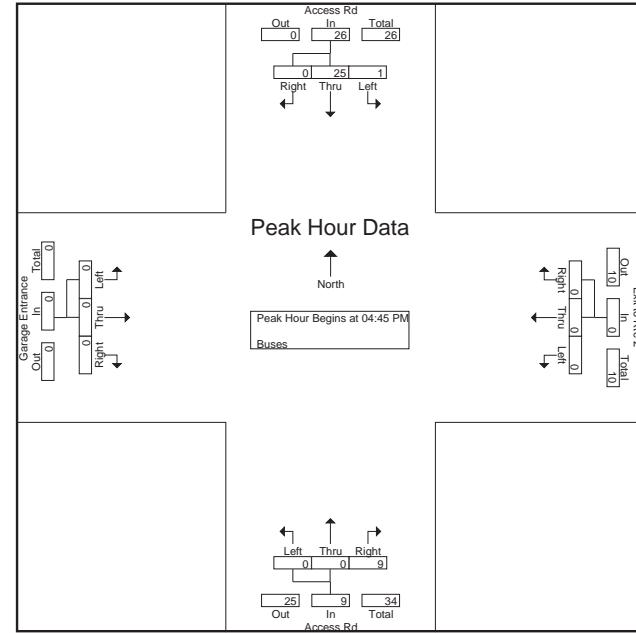 Access Rd
Out In Total
0 26 26
0 25 1
Right Thru Left
Peak Hour Data
North
Peak Hour Begins at 04:45 PM
Buses
Garage Entrance
Out In Total
0 0 0
0 0 0
Right Thru Left
Out In Total
10 0 10
Right Thru Left
0 0 0
Left Thru Right
0 0 9
25 9 34
Out In Total
Access Rd